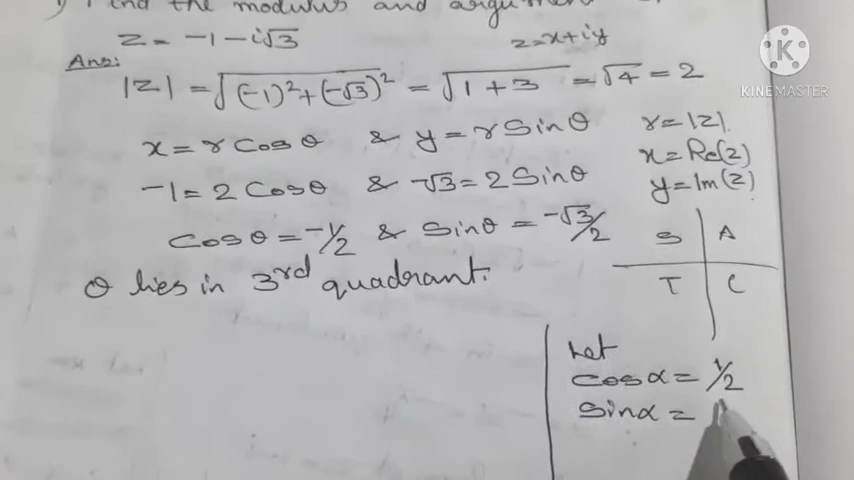 1) Find the modulus and argument
z = -1 - i√3
z = x + iy
Ans:
|z| = √(-1)² + (-√3)² = √1 + 3 = √4 = 2
x = r cos θ & y = r sin θ
r = |z|.
x = Re(z)
-1 = 2 Cos θ & -√3 = 2 Sin θ
y = Im(z)
Cos θ = -1/2 & Sin θ = -√3/2
S A
T C
θ lies in 3rd quadrant.
Let
cos α = 1/2
sin α =
K
KINEMASTER